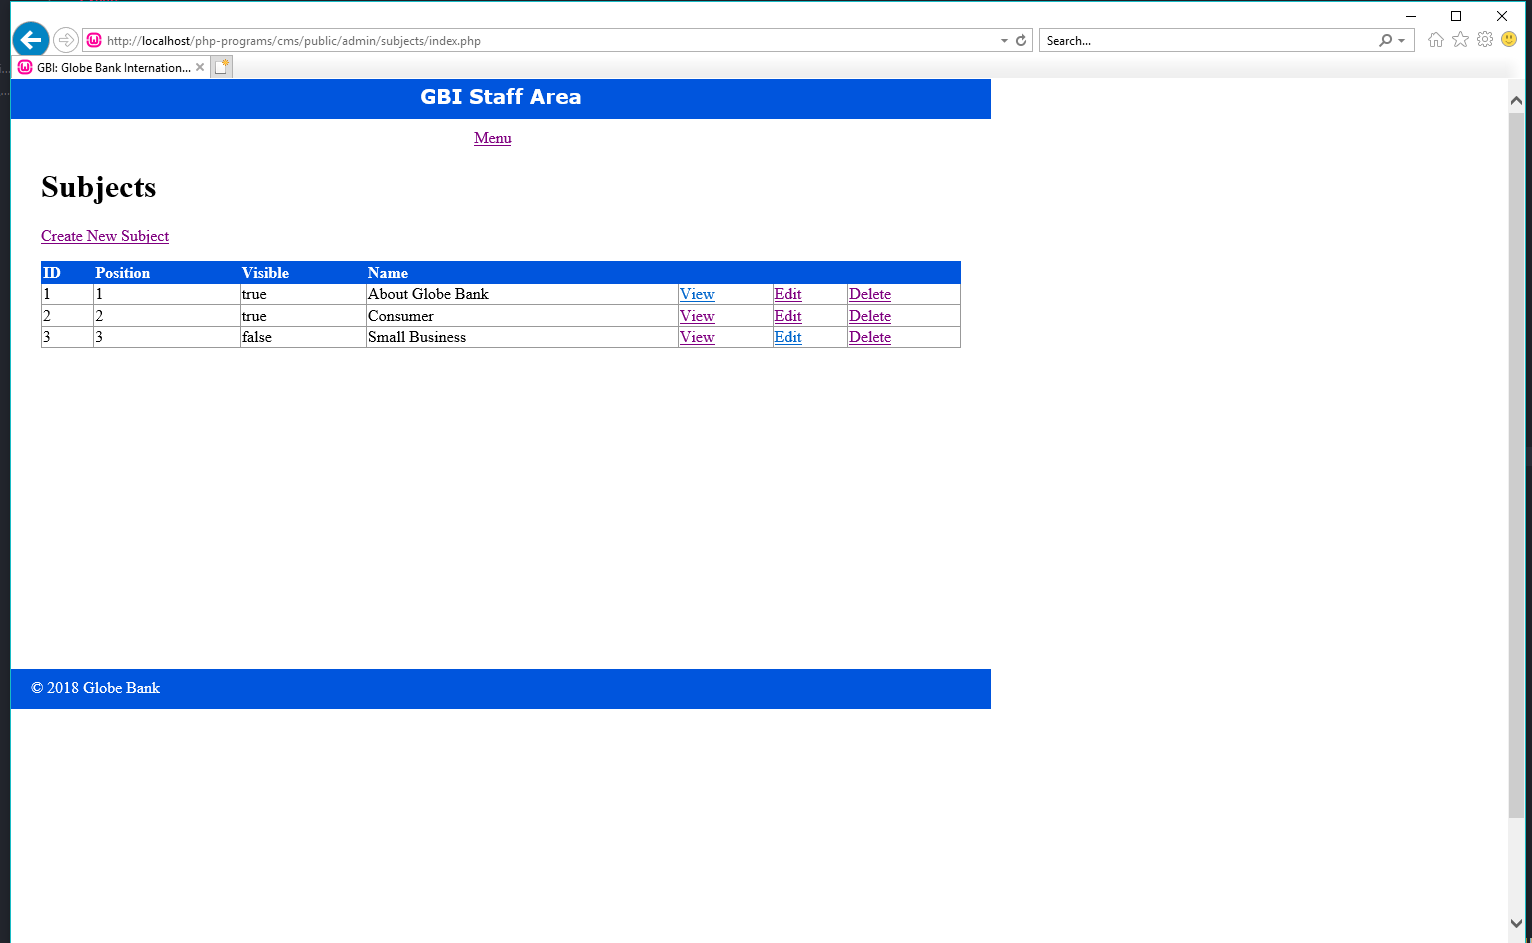 http://localhost/php-programs/cms/public/admin/subjects/index.php
Search...
GBI: Globe Bank Internation...
GBI Staff Area
Menu
Subjects
Create New Subject
ID Position Visible Name
1 1 true About Globe Bank View Edit Delete
2 2 true Consumer View Edit Delete
3 3 false Small Business View Edit Delete
© 2018 Globe Bank